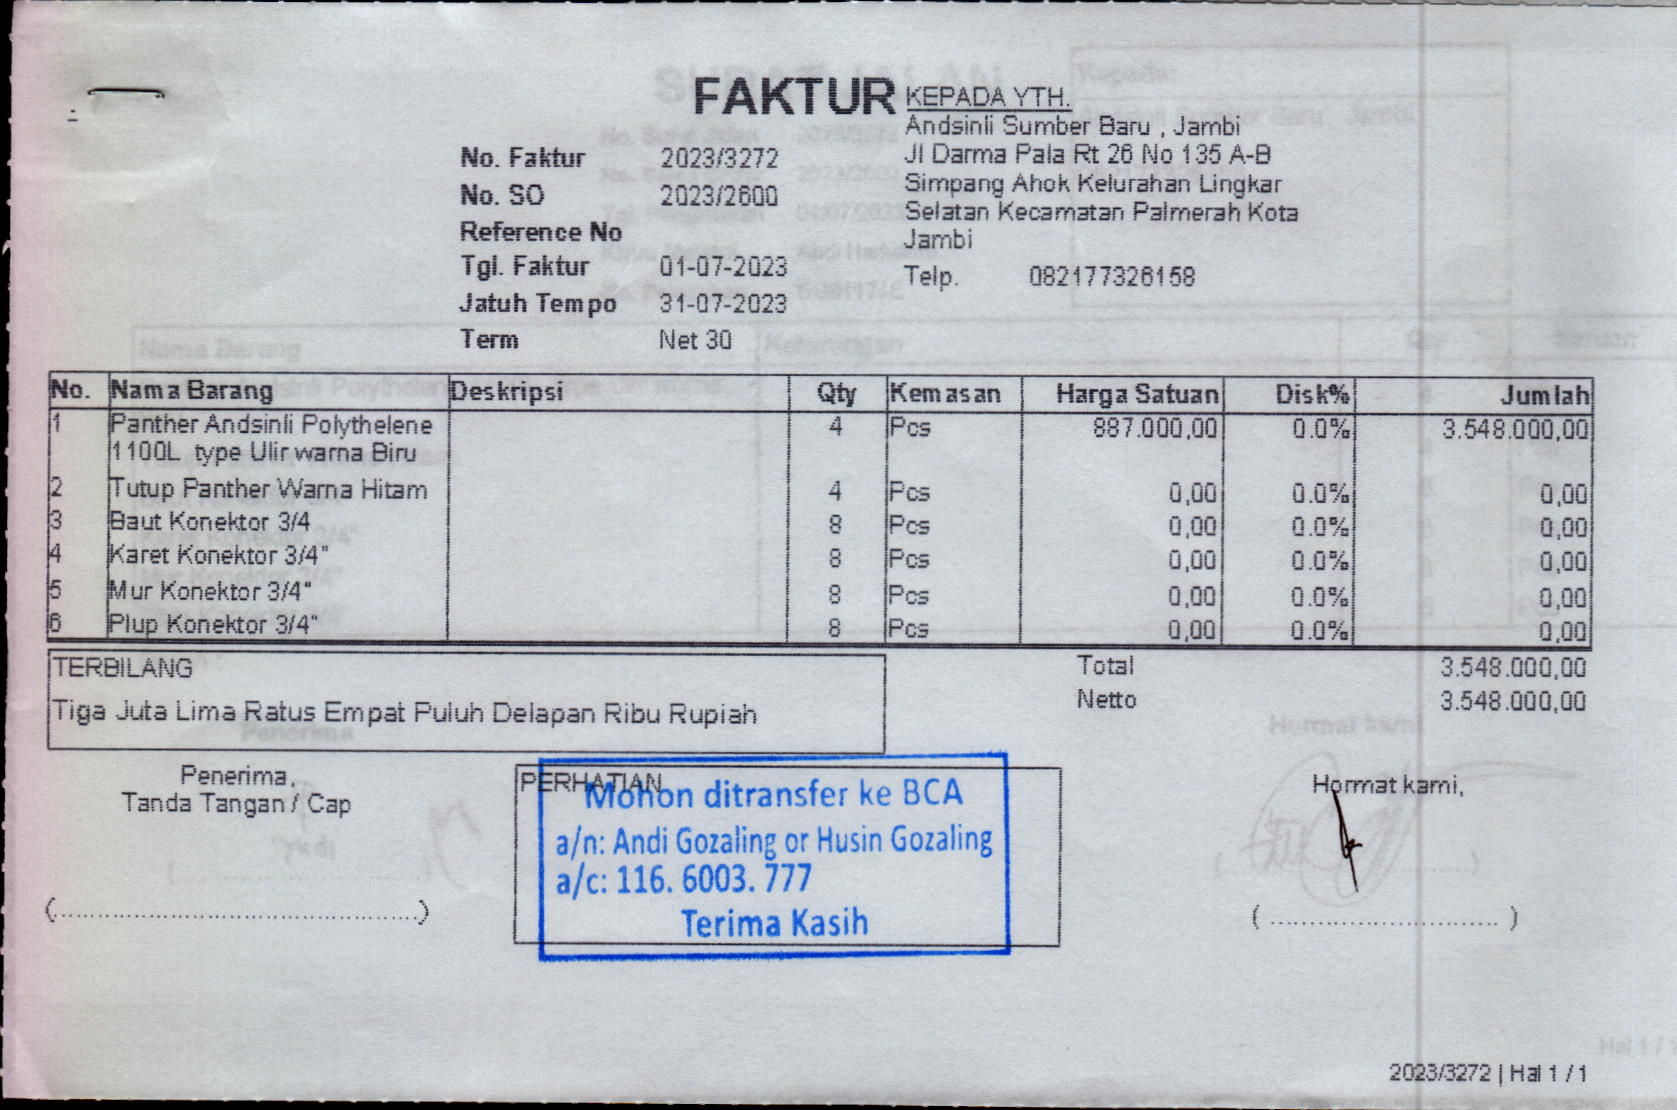 FAKTUR
KEPADA YTH.
Andsinli Sumber Baru , Jambi
Jl Darma Pala Rt 26 No 135 A-B
Simpang Ahok Kelurahan Lingkar
Selatan Kecamatan Palmerah Kota
Jambi
Telp. 082177326158
No. Faktur 2023/3272
No. SO 2023/2600
Reference No
Tgl. Faktur 01-07-2023
Jatuh Tempo 31-07-2023
Term Net 30
No. Nama Barang Deskripsi Qty Kemasan Harga Satuan Disk% Jumlah
1 Panther Andsinli Polythelene 4 Pcs 887.000,00 0.0% 3.548.000,00
1100L type Ulir warna Biru
2 Tutup Panther Warna Hitam 4 Pcs 0,00 0.0% 0,00
3 Baut Konektor 3/4 8 Pcs 0,00 0.0% 0,00
4 Karet Konektor 3/4" 8 Pcs 0,00 0.0% 0,00
5 Mur Konektor 3/4" 8 Pcs 0,00 0.0% 0,00
6 Plup Konektor 3/4" 8 Pcs 0,00 0.0% 0,00
TERBILANG
Tiga Juta Lima Ratus Empat Puluh Delapan Ribu Rupiah
Total 3.548.000,00
Netto 3.548.000,00
Penerima,
Tanda Tangan / Cap
PERHATIAN
Mohon ditransfer ke BCA
a/n: Andi Gozaling or Husin Gozaling
a/c: 116. 6003. 777
Terima Kasih
Hormat kami,
2023/3272 | Hal 1 / 1